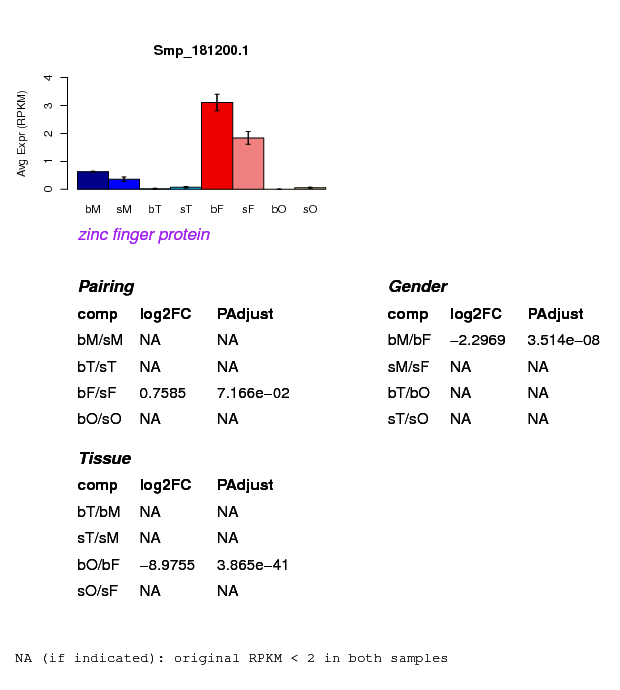 Smp_181200.1
Avg Expr (RPKM)
4
3
2
1
0
bM sM bT sT bF sF bO sO
zinc finger protein
Pairing
comp log2FC PAdjust
bM/sM NA NA
bT/sT NA NA
bF/sF 0.7585 7.166e−02
bO/sO NA NA
Gender
comp log2FC PAdjust
bM/bF −2.2969 3.514e−08
sM/sF NA NA
bT/bO NA NA
sT/sO NA NA
Tissue
comp log2FC PAdjust
bT/bM NA NA
sT/sM NA NA
bO/bF −8.9755 3.865e−41
sO/sF NA NA
NA (if indicated): original RPKM < 2 in both samples